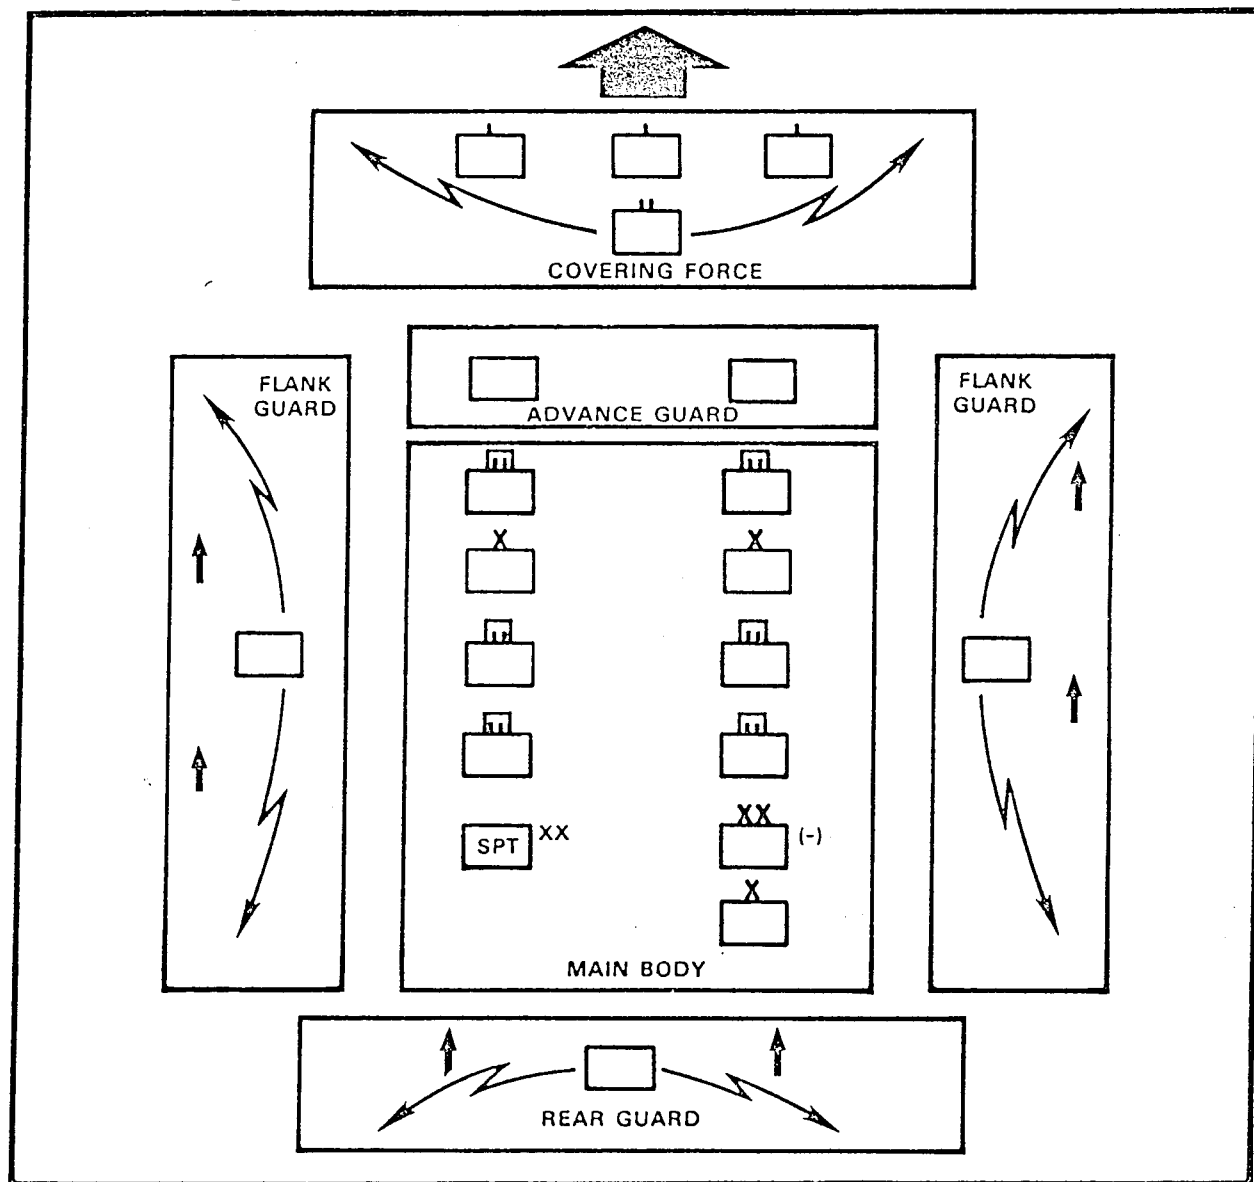 COVERING FORCE
FLANK
GUARD
ADVANCE GUARD
FLANK
GUARD
X
X
SPT XX
XX (-)
X
MAIN BODY
REAR GUARD